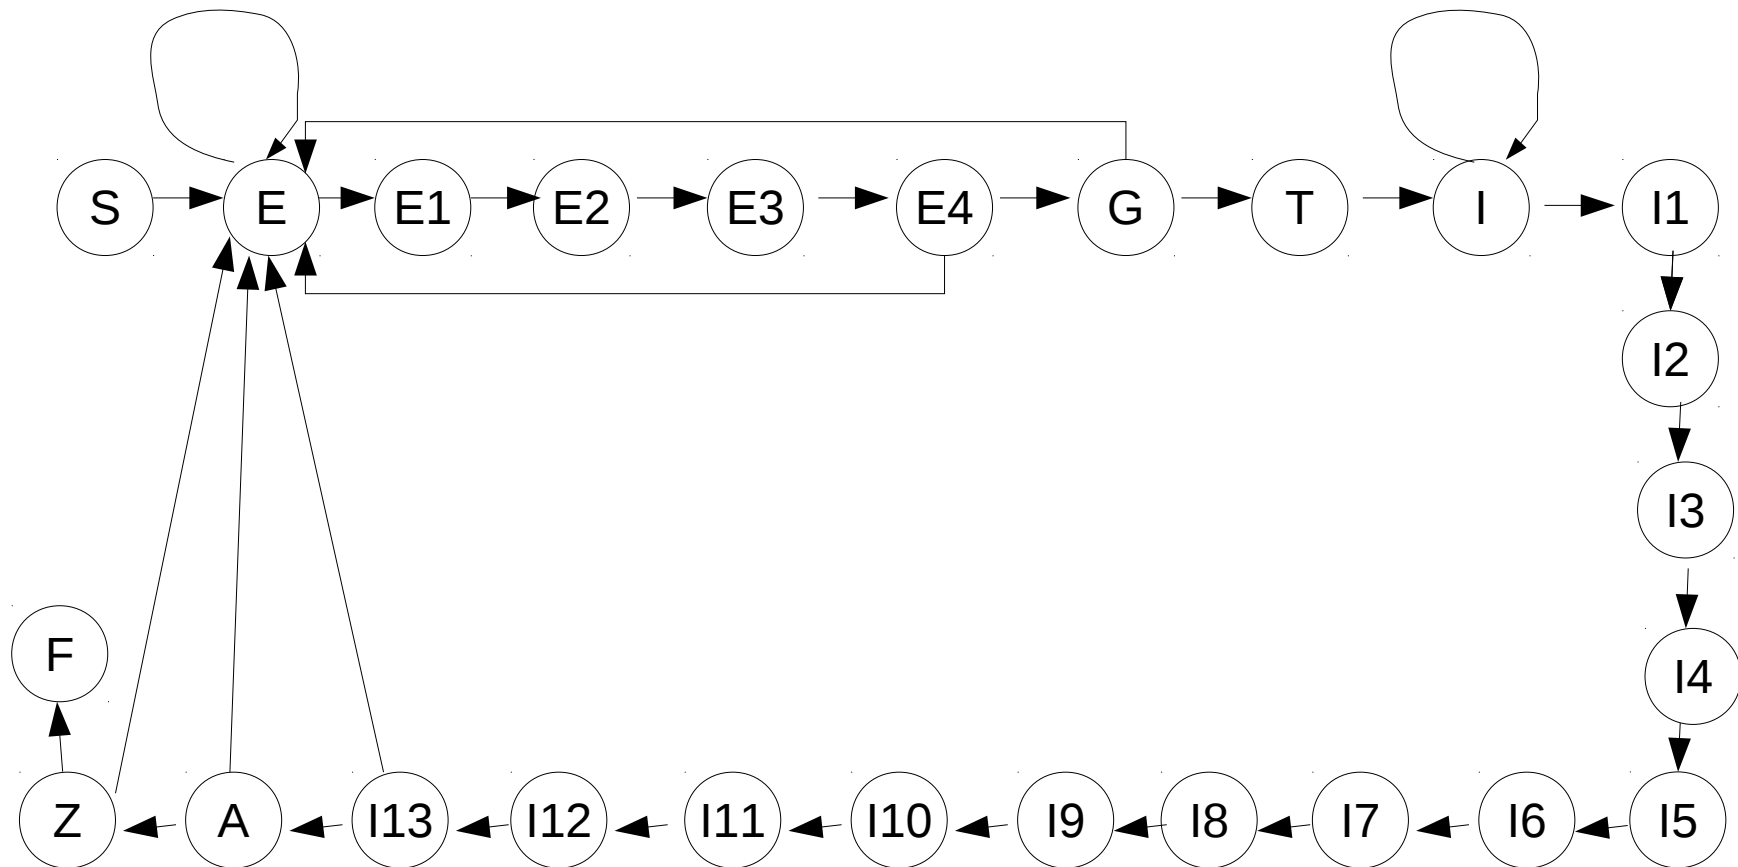 S E E1 E2 E3 E4 G T I I1
I2
I3
F
I4
Z A I13 I12 I11 I10 I9 I8 I7 I6 I5